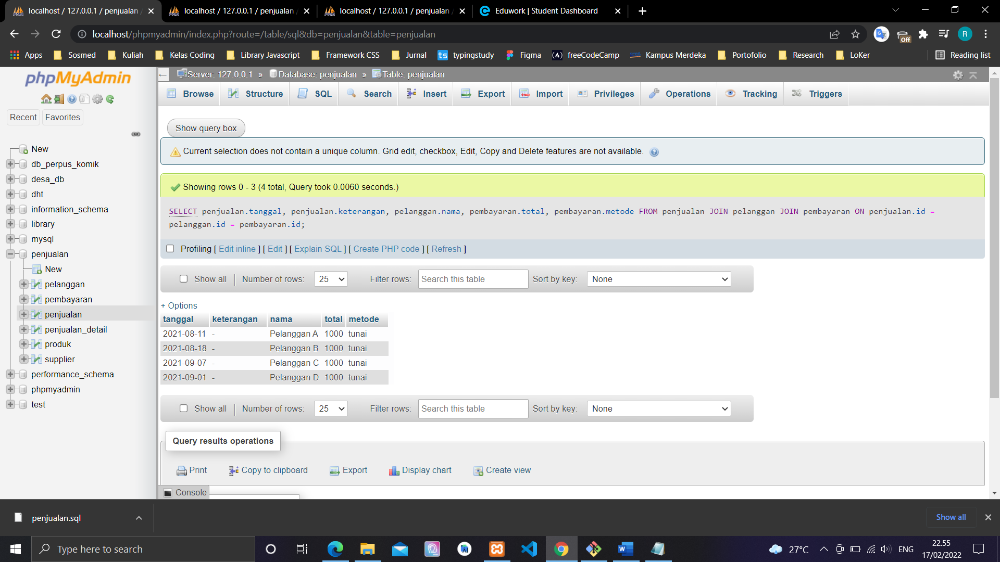 localhost / 127.0.0.1 / penjualan
localhost / 127.0.0.1 / penjualan
localhost / 127.0.0.1 / penjualan
Eduwork | Student Dashboard
localhost/phpmyadmin/index.php?route=/table/sql&db=penjualan&table=penjualan
Off
R
Apps Sosmed Kuliah Kelas Coding Library Javascript Framework CSS Jurnal ts typingstudy Figma (A) freeCodeCamp Kampus Merdeka Portofolio Research LoKer Reading list
phpMyAdmin
Recent Favorites
New
db_perpus_komik
desa_db
dht
information_schema
library
mysql
penjualan
New
pelanggan
pembayaran
penjualan
penjualan_detail
produk
supplier
performance_schema
phpmyadmin
test
Server: 127.0.0.1 » Database: penjualan » Table: penjualan
Browse Structure SQL Search Insert Export Import Privileges Operations Tracking Triggers
Show query box
Current selection does not contain a unique column. Grid edit, checkbox, Edit, Copy and Delete features are not available.
Showing rows 0 - 3 (4 total, Query took 0.0060 seconds.)
SELECT penjualan.tanggal, penjualan.keterangan, pelanggan.nama, pembayaran.total, pembayaran.metode FROM penjualan JOIN pelanggan JOIN pembayaran ON penjualan.id =
pelanggan.id = pembayaran.id;
Profiling [ Edit inline ] [ Edit ] [ Explain SQL ] [ Create PHP code ] [ Refresh ]
Show all Number of rows: 25 Filter rows: Search this table Sort by key: None
+ Options
tanggal keterangan nama total metode
2021-08-11 - Pelanggan A 1000 tunai
2021-08-18 - Pelanggan B 1000 tunai
2021-09-07 - Pelanggan C 1000 tunai
2021-09-01 - Pelanggan D 1000 tunai
Show all Number of rows: 25 Filter rows: Search this table Sort by key: None
Query results operations
Print Copy to clipboard Export Display chart Create view
Console
penjualan.sql
Show all
Type here to search
27°C
ENG
22.55
17/02/2022